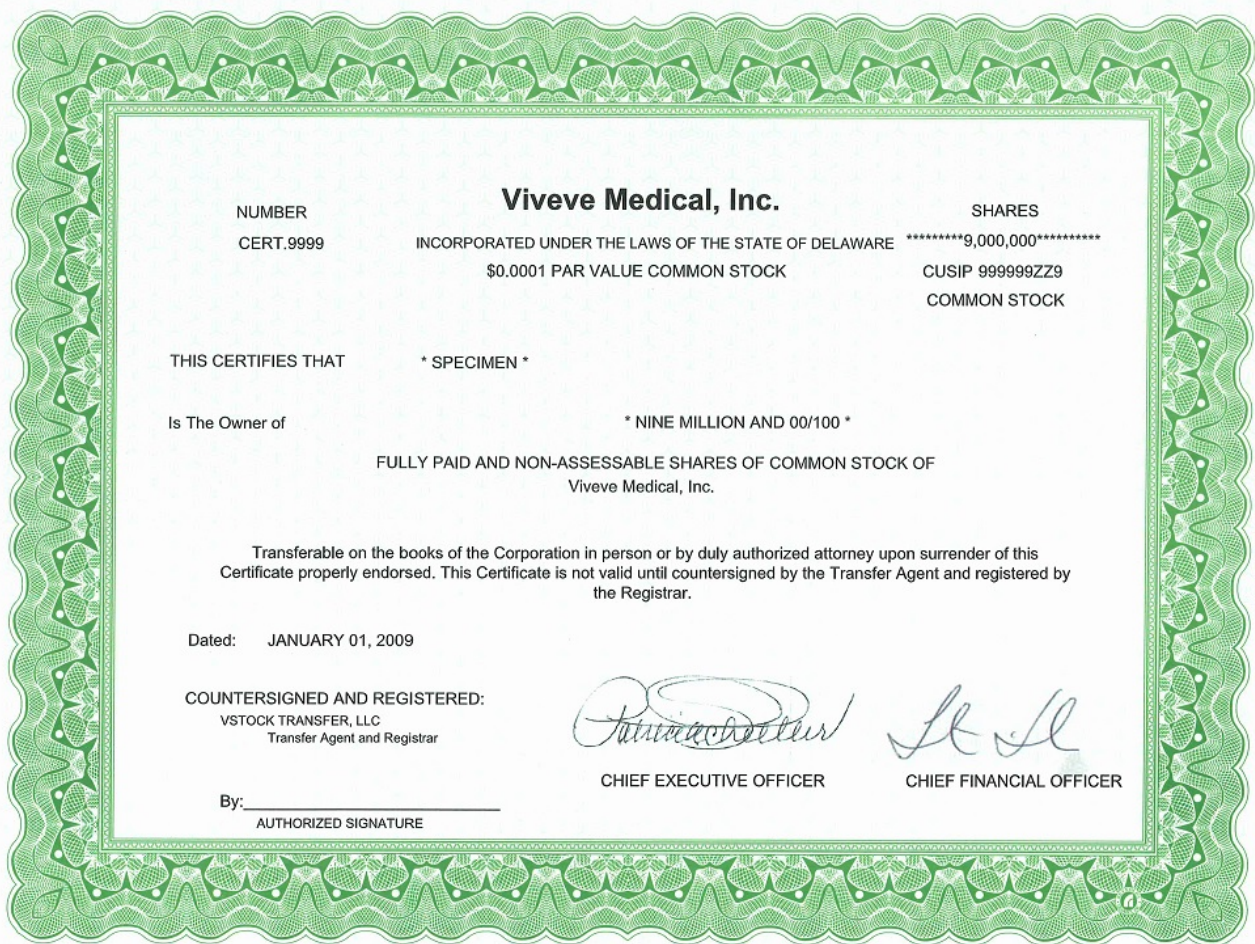 Viveve Medical, Inc.
NUMBER
SHARES
CERT.9999
INCORPORATED UNDER THE LAWS OF THE STATE OF DELAWARE
*********9,000,000**********
$0.0001 PAR VALUE COMMON STOCK
CUSIP 999999ZZ9
COMMON STOCK
THIS CERTIFIES THAT * SPECIMEN *
Is The Owner of * NINE MILLION AND 00/100 *
FULLY PAID AND NON-ASSESSABLE SHARES OF COMMON STOCK OF
Viveve Medical, Inc.
Transferable on the books of the Corporation in person or by duly authorized attorney upon surrender of this
Certificate properly endorsed. This Certificate is not valid until countersigned by the Transfer Agent and registered by
the Registrar.
Dated: JANUARY 01, 2009
COUNTERSIGNED AND REGISTERED:
VSTOCK TRANSFER, LLC
Transfer Agent and Registrar
CHIEF EXECUTIVE OFFICER
CHIEF FINANCIAL OFFICER
By:
AUTHORIZED SIGNATURE